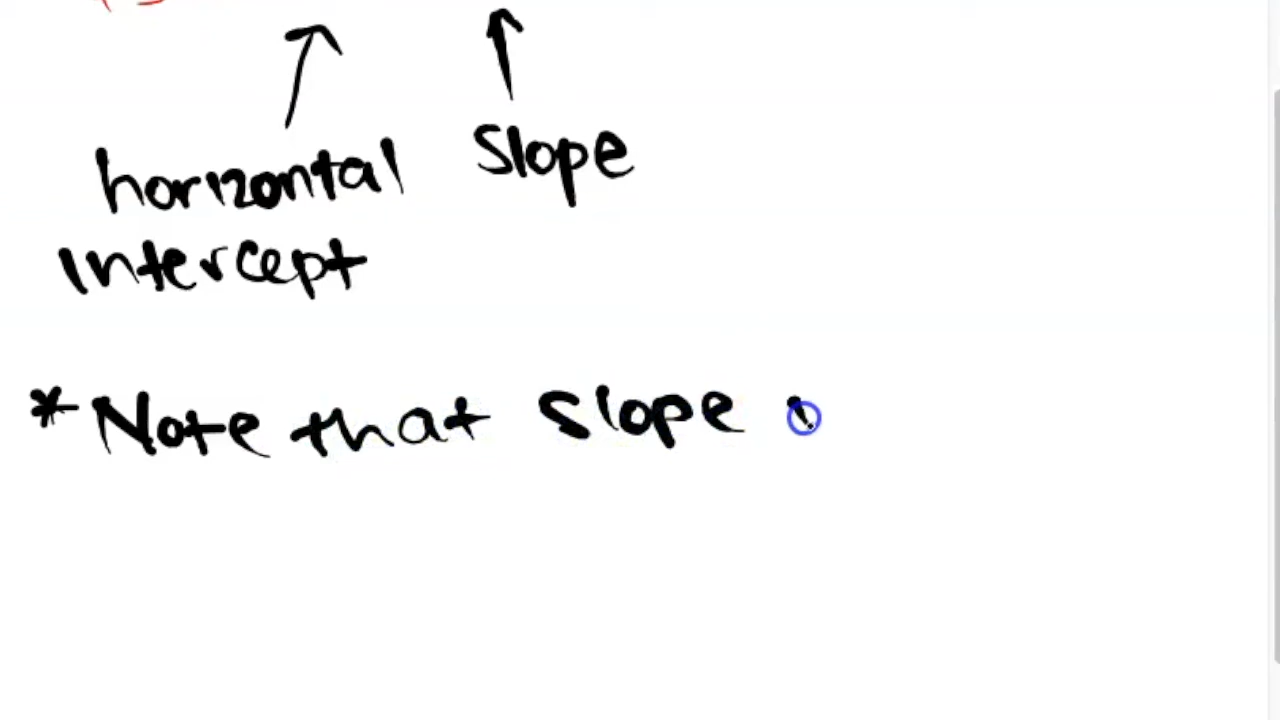 horizontal slope
intercept
* Note that slope